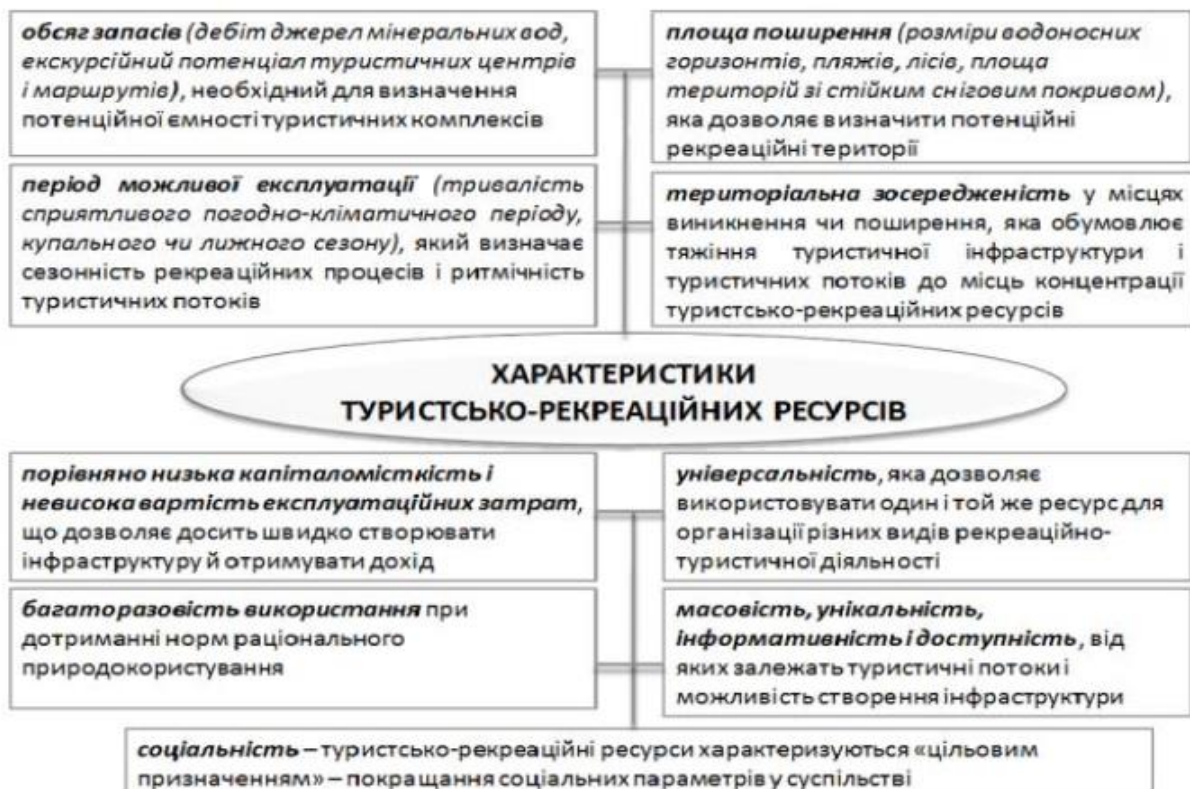 обсяг запасів (дебіт джерел мінеральних вод,
екскурсійний потенціал туристичних центрів
і маршрутів), необхідний для визначення
потенційної ємності туристичних комплексів
площа поширення (розміри водоносних
горизонтів, пляжів, лісів, площа
територій зі стійким сніговим покривом),
яка дозволяє визначити потенційні
рекреаційні території
період можливої експлуатації (тривалість
сприятливого погодно-кліматичного періоду,
купального чи лижного сезону), який визначає
сезонність рекреаційних процесів і ритмічність
туристичних потоків
територіальна зосередженість у місцях
виникнення чи поширення, яка обумовлює
тяжіння туристичної інфраструктури і
туристичних потоків до місць концентрації
туристсько-рекреаційних ресурсів
ХАРАКТЕРИСТИКИ
ТУРИСТСЬКО-РЕКРЕАЦІЙНИХ РЕСУРСІВ
порівняно низька капіталомісткість і
невисока вартість експлуатаційних затрат,
що дозволяє досить швидко створювати
інфраструктуру й отримувати дохід
універсальність, яка дозволяє
використовувати один і той же ресурс для
організації різних видів рекреаційно-
туристичної діяльності
багаторазовість використання при
дотриманні норм раціонального
природокористування
масовість, унікальність,
інформативність і доступність, від
яких залежать туристичні потоки і
можливість створення інфраструктури
соціальність – туристсько-рекреаційні ресурси характеризуються «цільовим
призначенням» – покращання соціальних параметрів у суспільстві